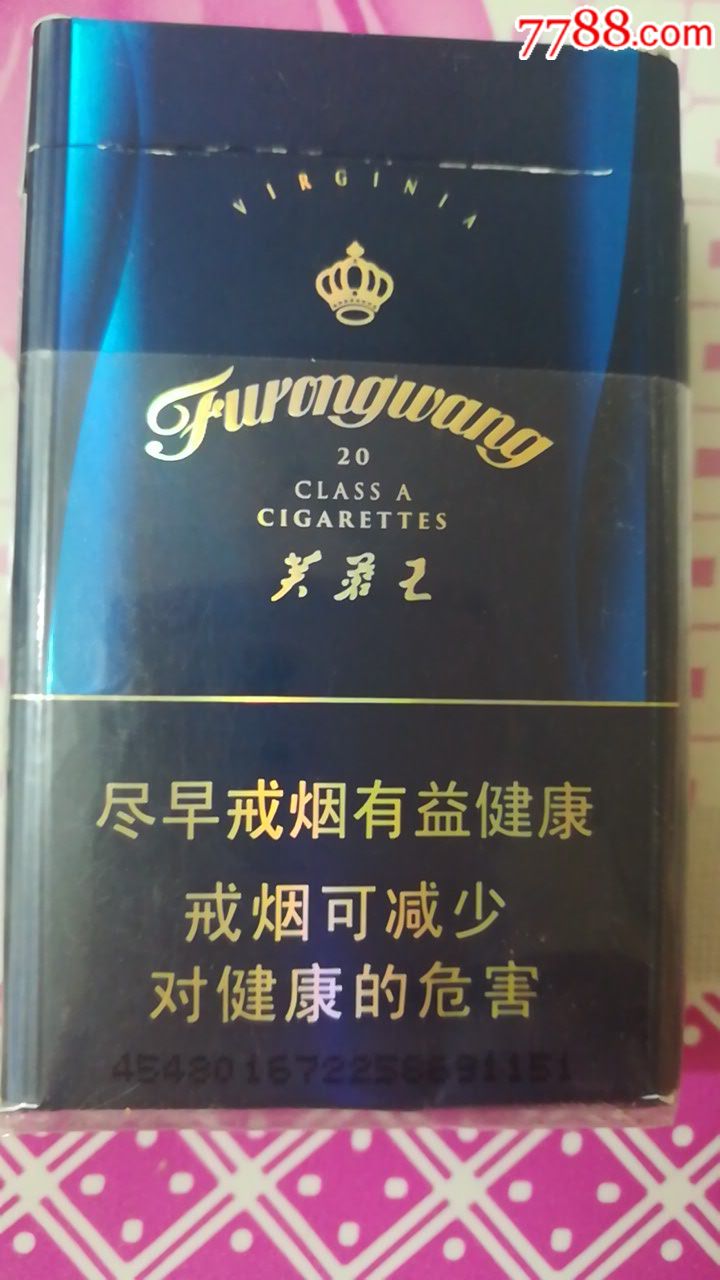 7788.com
VIRGINIA
Furongwang
20
CLASS A
CIGARETTES
芙蓉王
尽早戒烟有益健康
戒烟可减少
对健康的危害